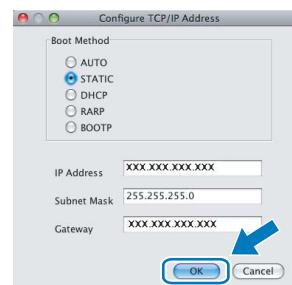 Configure TCP/IP Address
Boot Method
AUTO
STATIC
DHCP
RARP
BOOTP
IP Address XXX.XXX.XXX.XXX
Subnet Mask 255.255.255.0
Gateway XXX.XXX.XXX.XXX
OK Cancel